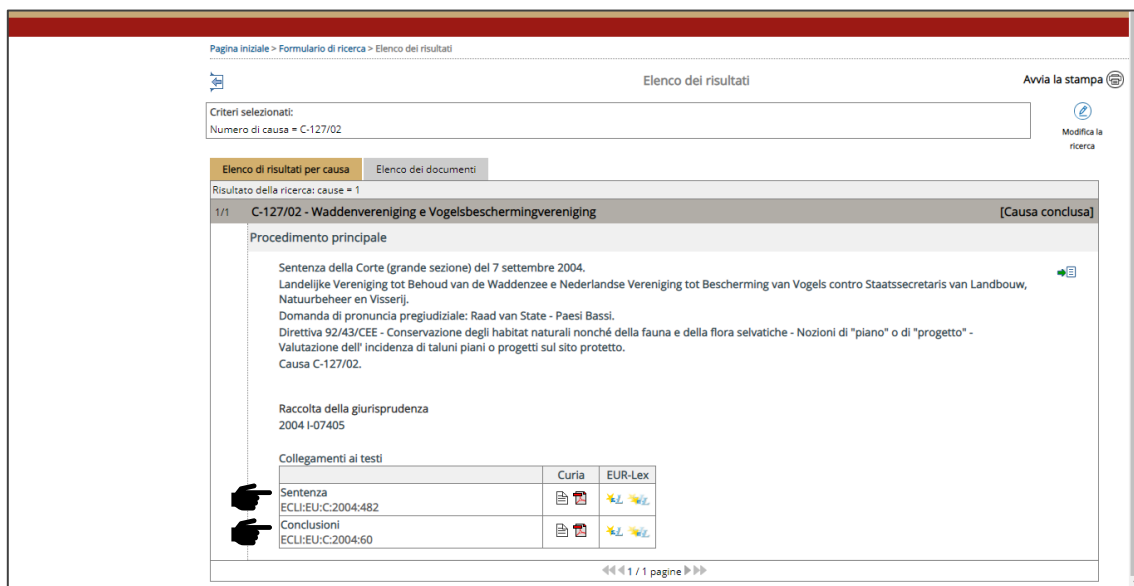 Pagina iniziale > Formulario di ricerca > Elenco dei risultati
Elenco dei risultati
Avvia la stampa
Criteri selezionati:
Numero di causa = C-127/02
Modifica la
ricerca
Elenco di risultati per causa
Elenco dei documenti
Risultato della ricerca: cause = 1
1/1 C-127/02 - Waddenvereniging e Vogelsbeschermingvereniging [Causa conclusa]
Procedimento principale
Sentenza della Corte (grande sezione) del 7 settembre 2004.
Landelijke Vereniging tot Behoud van de Waddenzee e Nederlandse Vereniging tot Bescherming van Vogels contro Staatssecretaris van Landbouw,
Natuurbeheer en Visserij.
Domanda di pronuncia pregiudiziale: Raad van State - Paesi Bassi.
Direttiva 92/43/CEE - Conservazione degli habitat naturali nonché della fauna e della flora selvatiche - Nozioni di "piano" o di "progetto" -
Valutazione dell' incidenza di taluni piani o progetti sul sito protetto.
Causa C-127/02.
Raccolta della giurisprudenza
2004 I-07405
Collegamenti ai testi
Curia EUR-Lex
Sentenza
ECLI:EU:C:2004:482
Conclusioni
ECLI:EU:C:2004:60
1 / 1 pagine